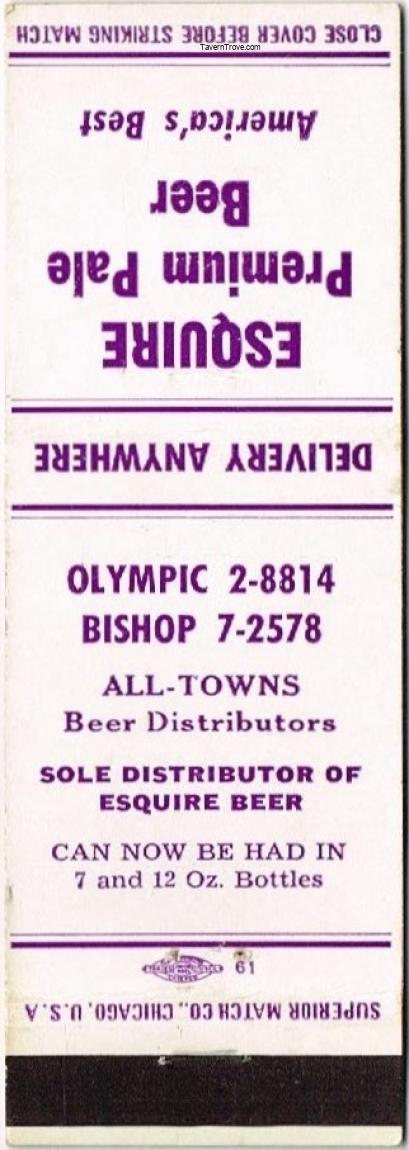 CLOSE COVER BEFORE STRIKING MATCH
TavernTrove.com
America's Best
Beer
Premium Pale
ESQUIRE
DELIVERY ANYWHERE
OLYMPIC 2-8814
BISHOP 7-2578
ALL-TOWNS
Beer Distributors
SOLE DISTRIBUTOR OF
ESQUIRE BEER
CAN NOW BE HAD IN
7 and 12 Oz. Bottles
61
SUPERIOR MATCH CO., CHICAGO, U.S.A